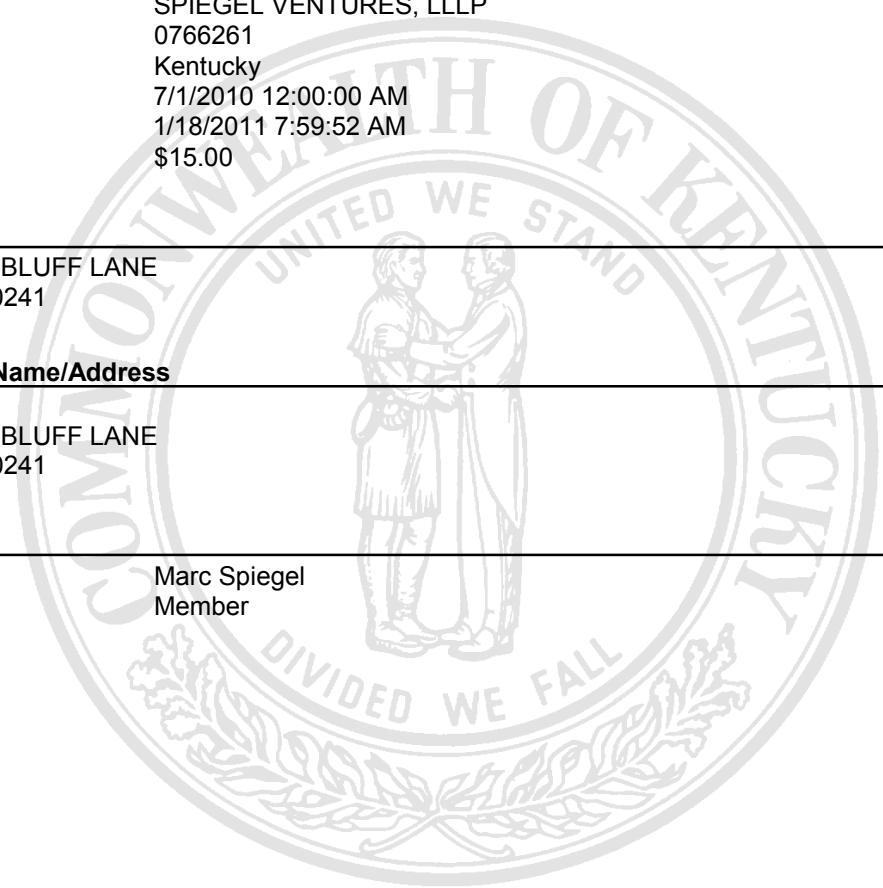 SPIEGEL VENTURES, LLLP
0766261
Kentucky
7/1/2010 12:00:00 AM
1/18/2011 7:59:52 AM
$15.00
COMMONWEALTH OF KENTUCKY
UNITED WE STAND
BLUFF LANE
0241
Name/Address
BLUFF LANE
0241
Marc Spiegel
Member
DIVIDED WE FALL